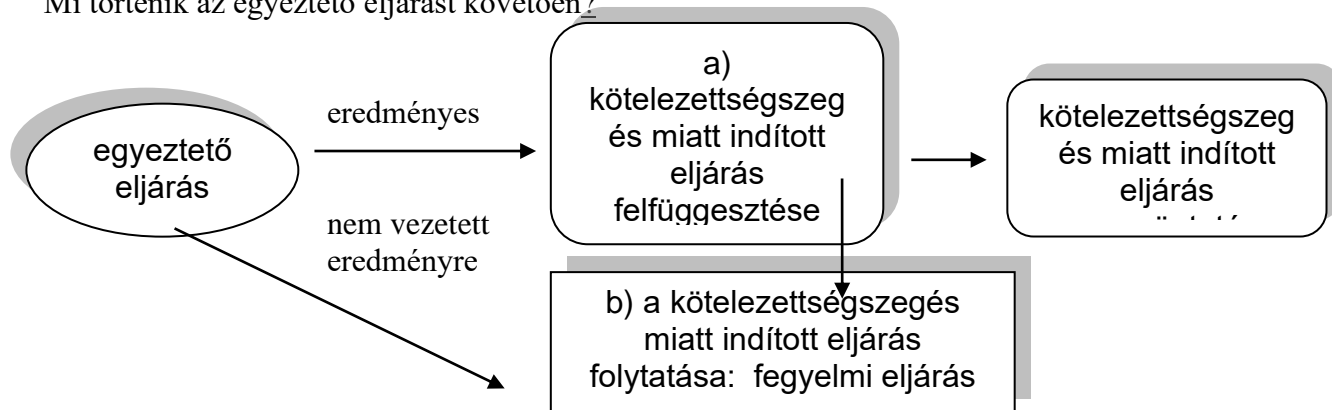 Mi történik az egyeztető eljárást követően?
egyeztető
eljárás
eredményes
nem vezetett
eredményre
a)
kötelezettségszeg
és miatt indított
eljárás
felfüggesztése
kötelezettségszeg
és miatt indított
eljárás
b) a kötelezettségszegés
miatt indított eljárás
folytatása: fegyelmi eljárás